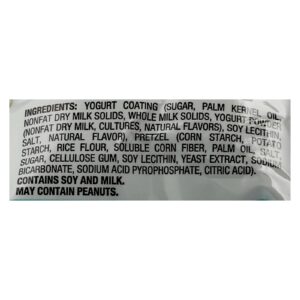 INGREDIENTS: YOGURT COATING (SUGAR, PALM KERNEL OIL,
NONFAT DRY MILK SOLIDS, WHOLE MILK SOLIDS, YOGURT POWDER
(NONFAT DRY MILK, CULTURES, NATURAL FLAVORS), SOY LECITHIN,
SALT, NATURAL FLAVOR), PRETZEL (CORN STARCH, POTATO
STARCH, RICE FLOUR, SOLUBLE CORN FIBER, PALM OIL, SALT,
SUGAR, CELLULOSE GUM, SOY LECITHIN, YEAST EXTRACT, SODIUM
BICARBONATE, SODIUM ACID PYROPHOSPHATE, CITRIC ACID).
CONTAINS SOY AND MILK.
MAY CONTAIN PEANUTS.